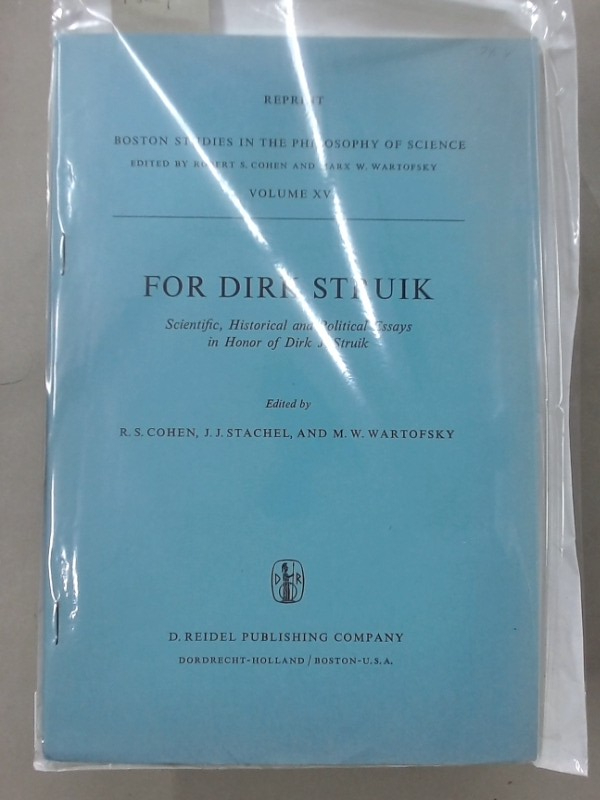 REPRINT
BOSTON STUDIES IN THE PHILOSOPHY OF SCIENCE
EDITED BY ROBERT S. COHEN AND MARX W. WARTOFSKY
VOLUME XV
FOR DIRK STRUIK
Scientific, Historical and Political Essays
in Honor of Dirk J. Struik
Edited by
R. S. COHEN, J. J. STACHEL, AND M. W. WARTOFSKY
D R
D. REIDEL PUBLISHING COMPANY
DORDRECHT-HOLLAND / BOSTON-U.S.A.